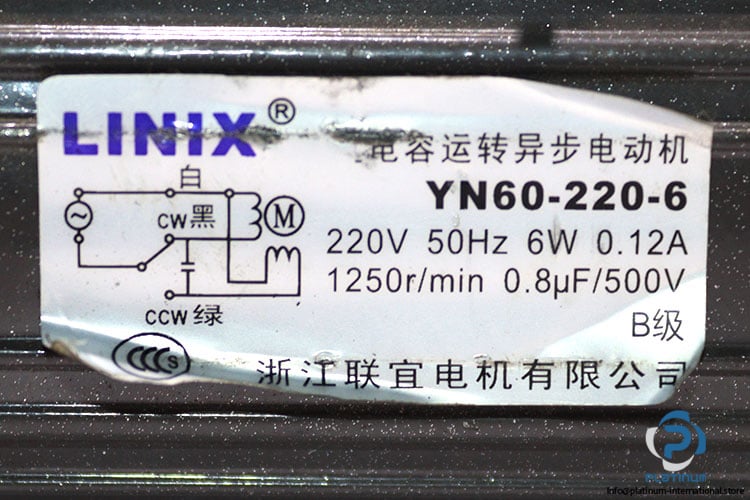 LINIX®
电容运转异步电动机
YN60-220-6
220V 50Hz 6W 0.12A
1250r/min 0.8μF/500V
B级
白
CW黑
M
CCW绿
CCC S
浙江联宜电机有限公司
PLATINUM
Info@platinum-international.store